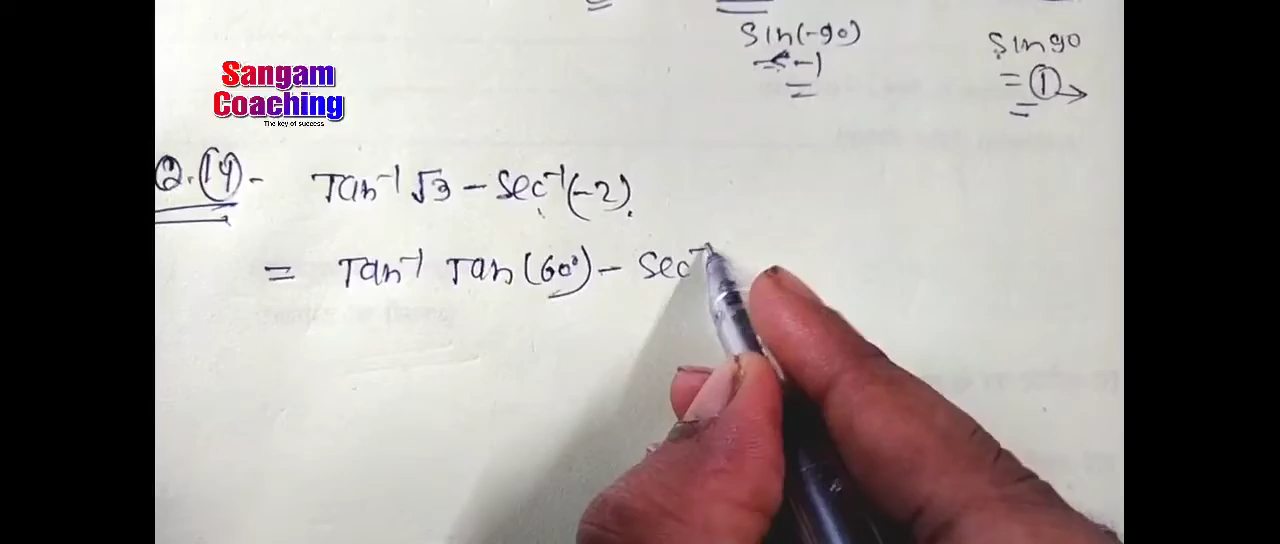 Sin(-90)
= -1
Sin 90
= 1 →
Sangam
Coaching
The key of success
Q.(14)- Tan⁻¹ √3 - Sec⁻¹(-2).
= Tan⁻¹ Tan(60°) - Sec⁻¹